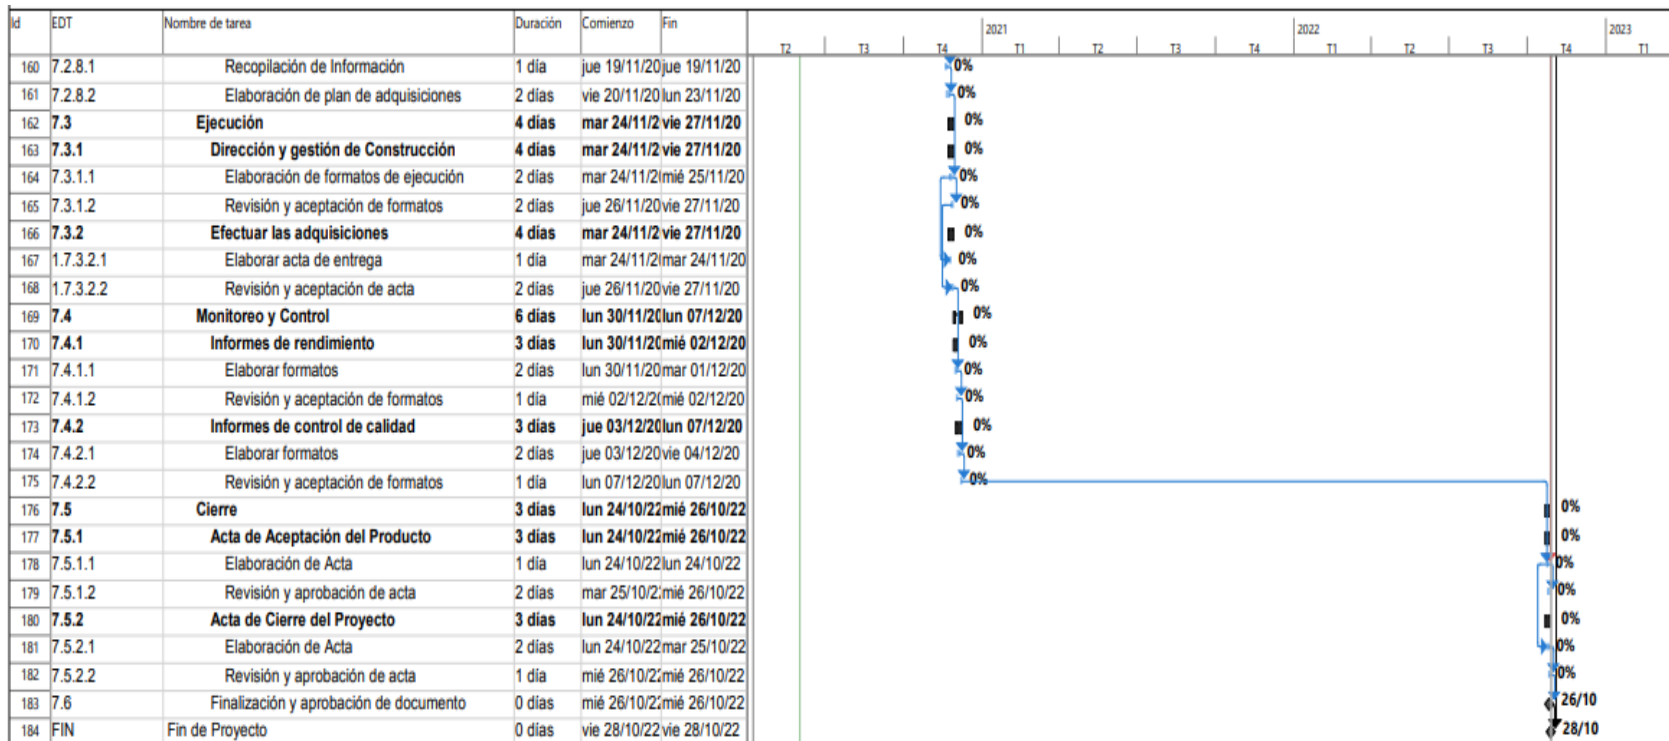 Id EDT Nombre de tarea Duración Comienzo Fin 2021 2022 2023
T2 T3 T4 T1 T2 T3 T4 T1 T2 T3 T4 T1
160 7.2.8.1 Recopilación de Información 1 día jue 19/11/20 jue 19/11/20 0%
161 7.2.8.2 Elaboración de plan de adquisiciones 2 días vie 20/11/20 lun 23/11/20 0%
162 7.3 Ejecución 4 días mar 24/11/2 vie 27/11/20 0%
163 7.3.1 Dirección y gestión de Construcción 4 días mar 24/11/2 vie 27/11/20 0%
164 7.3.1.1 Elaboración de formatos de ejecución 2 días mar 24/11/2 mié 25/11/20 0%
165 7.3.1.2 Revisión y aceptación de formatos 2 días jue 26/11/20 vie 27/11/20 0%
166 7.3.2 Efectuar las adquisiciones 4 días mar 24/11/2 vie 27/11/20 0%
167 1.7.3.2.1 Elaborar acta de entrega 1 día mar 24/11/2 mar 24/11/20 0%
168 1.7.3.2.2 Revisión y aceptación de acta 2 días jue 26/11/20 vie 27/11/20 0%
169 7.4 Monitoreo y Control 6 días lun 30/11/20 lun 07/12/20 0%
170 7.4.1 Informes de rendimiento 3 días lun 30/11/20 mié 02/12/20 0%
171 7.4.1.1 Elaborar formatos 2 días lun 30/11/20 mar 01/12/20 0%
172 7.4.1.2 Revisión y aceptación de formatos 1 día mié 02/12/2 mié 02/12/20 0%
173 7.4.2 Informes de control de calidad 3 días jue 03/12/20 lun 07/12/20 0%
174 7.4.2.1 Elaborar formatos 2 días jue 03/12/20 vie 04/12/20 0%
175 7.4.2.2 Revisión y aceptación de formatos 1 día lun 07/12/20 lun 07/12/20 0%
176 7.5 Cierre 3 días lun 24/10/22 mié 26/10/22 0%
177 7.5.1 Acta de Aceptación del Producto 3 días lun 24/10/22 mié 26/10/22 0%
178 7.5.1.1 Elaboración de Acta 1 día lun 24/10/22 lun 24/10/22 0%
179 7.5.1.2 Revisión y aprobación de acta 2 días mar 25/10/2 mié 26/10/22 0%
180 7.5.2 Acta de Cierre del Proyecto 3 días lun 24/10/22 mié 26/10/22 0%
181 7.5.2.1 Elaboración de Acta 2 días lun 24/10/22 mar 25/10/22 0%
182 7.5.2.2 Revisión y aprobación de acta 1 día mié 26/10/2 mié 26/10/22 0%
183 7.6 Finalización y aprobación de documento 0 días mié 26/10/2 mié 26/10/22 26/10
184 FIN Fin de Proyecto 0 días vie 28/10/22 vie 28/10/22 28/10